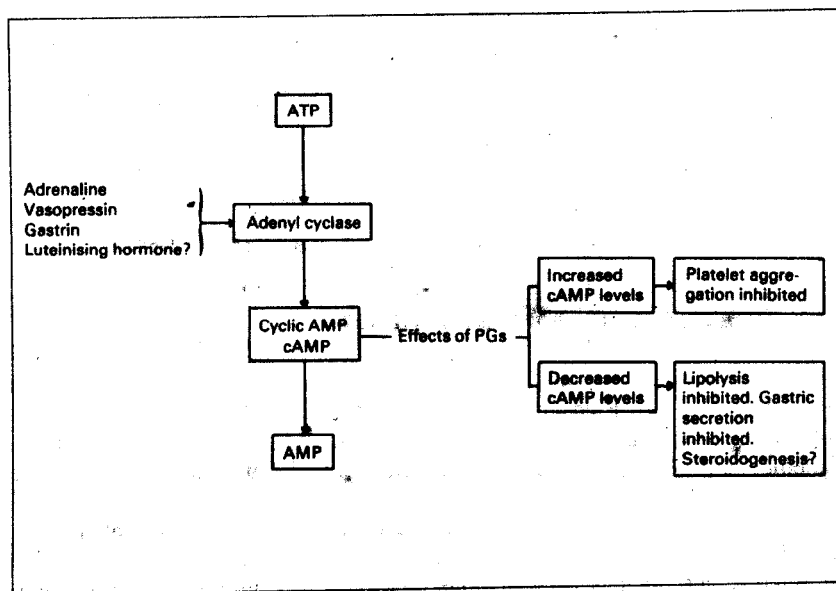 ATP
Adrenaline
Vasopressin
Gastrin
Luteinising hormone?
Adenyl cyclase
Cyclic AMP
cAMP
Effects of PGs
Increased
cAMP levels
Platelet aggre-
gation inhibited
Decreased
cAMP levels
Lipolysis
inhibited. Gastric
secretion
inhibited.
Steroidogenesis?
AMP